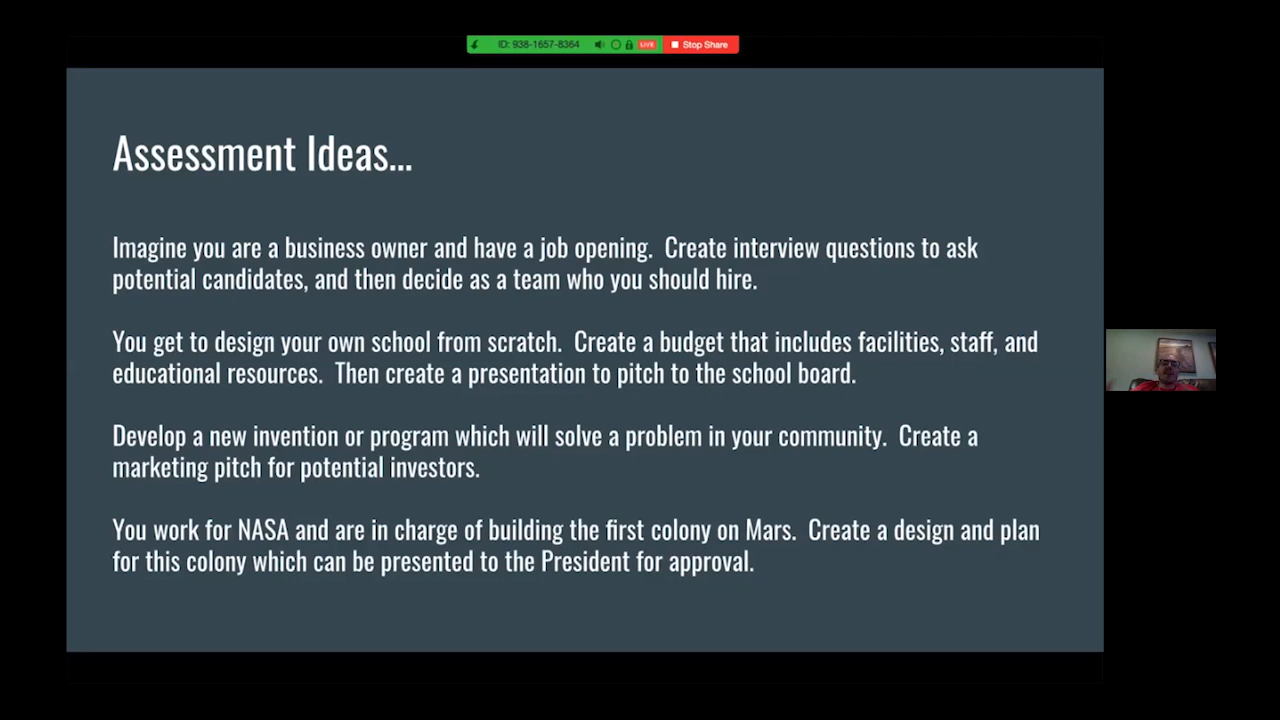 ID: 938-1657-8364 LIVE Stop Share
Assessment Ideas...
Imagine you are a business owner and have a job opening.  Create interview questions to ask
potential candidates, and then decide as a team who you should hire.
You get to design your own school from scratch.  Create a budget that includes facilities, staff, and
educational resources.  Then create a presentation to pitch to the school board.
Develop a new invention or program which will solve a problem in your community.  Create a
marketing pitch for potential investors.
You work for NASA and are in charge of building the first colony on Mars.  Create a design and plan
for this colony which can be presented to the President for approval.